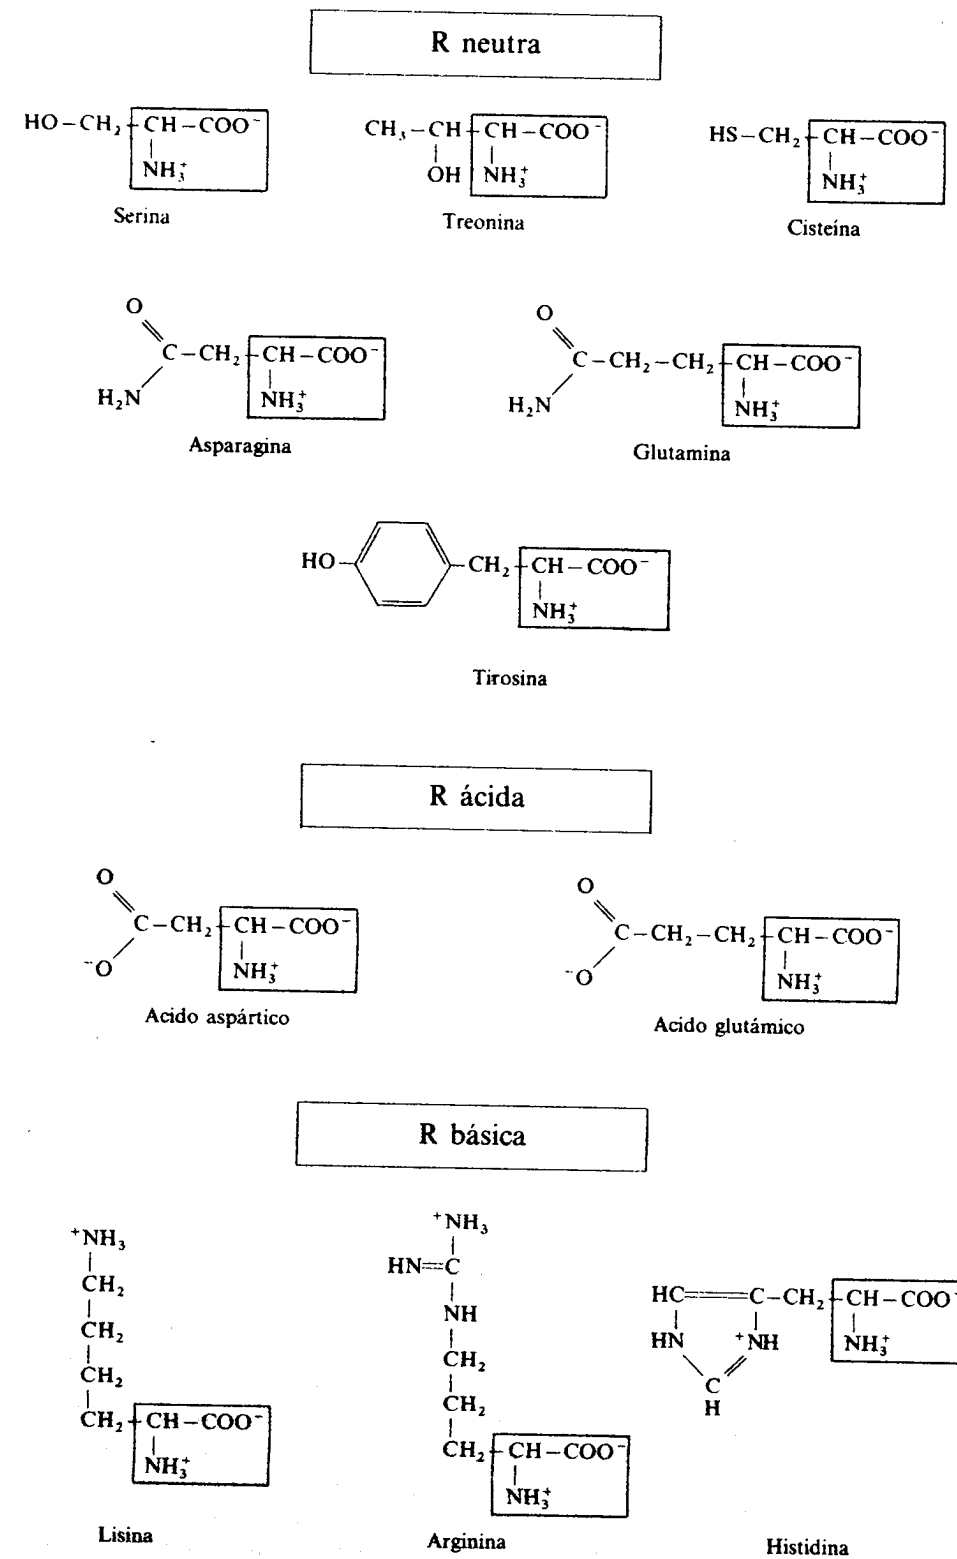 R neutra
HO–CH₂–CH–COO⁻
NH₃⁺
Serina
CH₃–CH–CH–COO⁻
OH NH₃⁺
Treonina
HS–CH₂–CH–COO⁻
NH₃⁺
Cisteína
O
C–CH₂–CH–COO⁻
H₂N NH₃⁺
Asparagina
O
C–CH₂–CH₂–CH–COO⁻
H₂N NH₃⁺
Glutamina
HO–CH₂–CH–COO⁻
NH₃⁺
Tirosina
R ácida
O
C–CH₂–CH–COO⁻
⁻O NH₃⁺
Acido aspártico
O
C–CH₂–CH₂–CH–COO⁻
⁻O NH₃⁺
Acido glutámico
R básica
⁺NH₃
CH₂
CH₂
CH₂
CH₂–CH–COO⁻
NH₃⁺
Lisina
⁺NH₃
HN=C
NH
CH₂
CH₂
CH₂–CH–COO⁻
NH₃⁺
Arginina
HC=C–CH₂–CH–COO⁻
HN ⁺NH NH₃⁺
C
H
Histidina